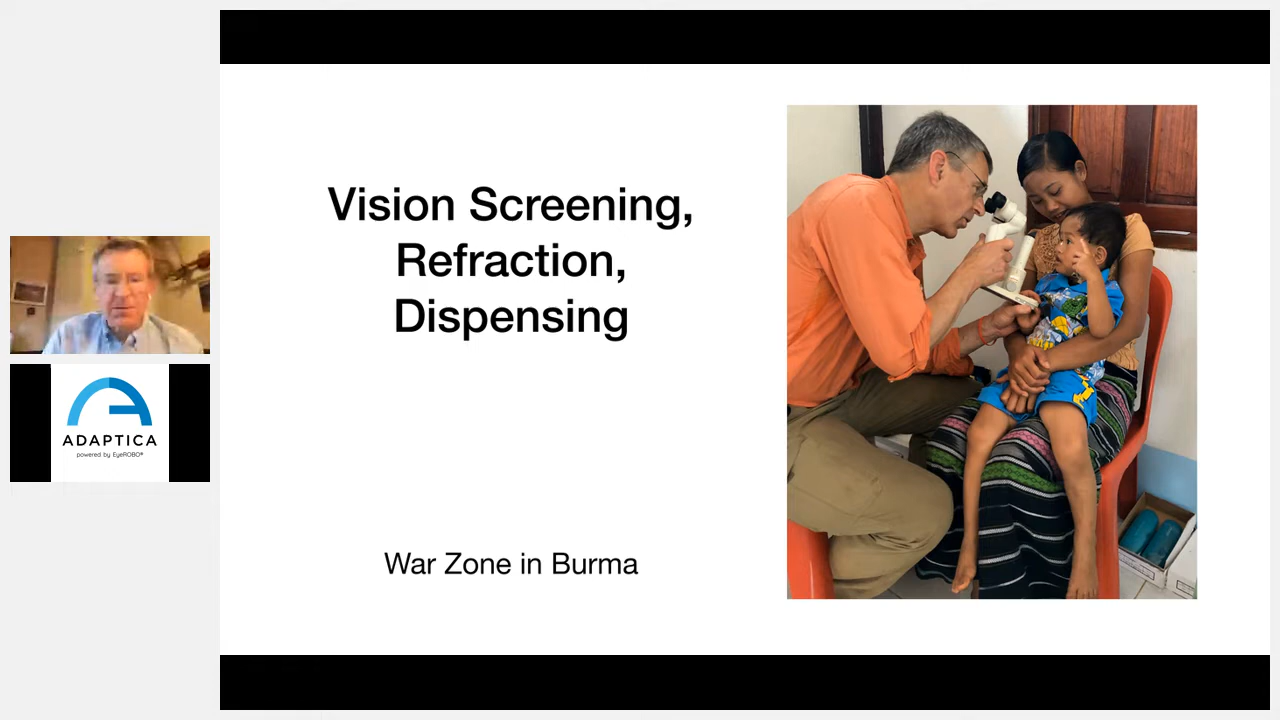 Vision Screening,
Refraction,
Dispensing
War Zone in Burma
ADAPTICA
powered by EyeROBO®